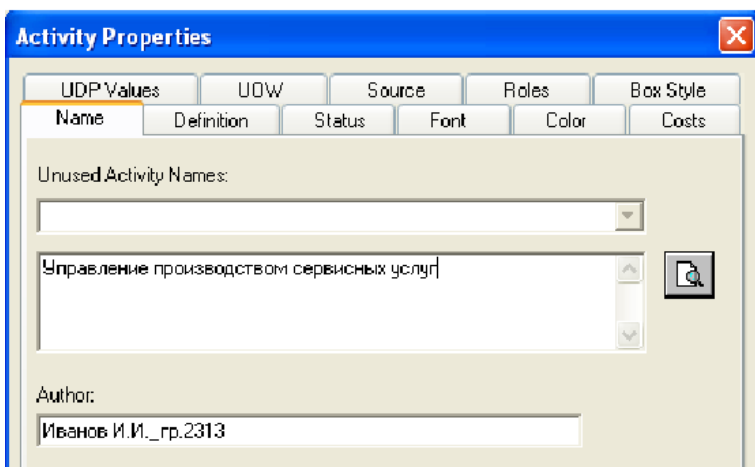 Activity Properties
UDP Values UOW Source Roles Box Style
Name Definition Status Font Color Costs
Unused Activity Names:
Управление производством сервисных услуг
Author:
Иванов И.И._гр.2313